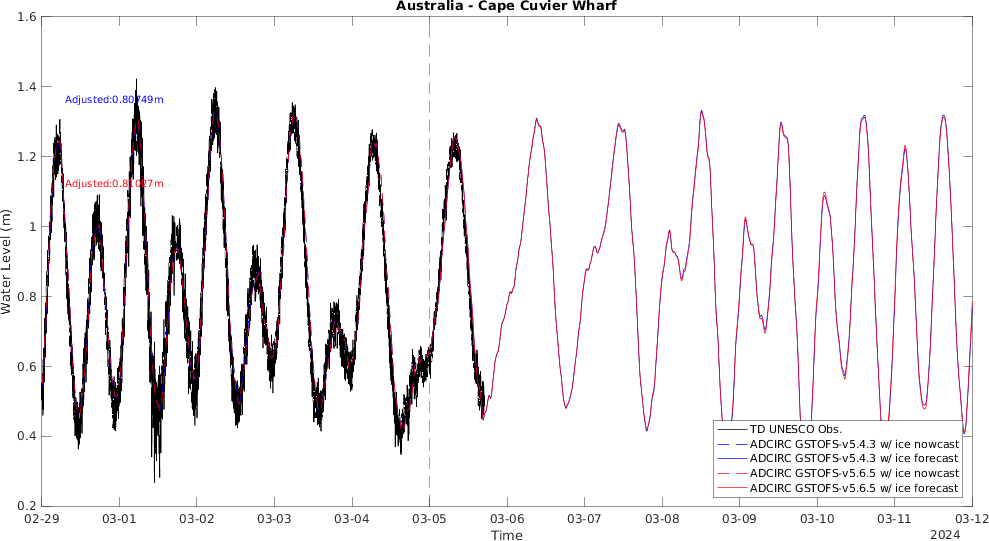 Australia - Cape Cuvier Wharf
1.6
1.4
1.2
1
0.8
0.6
0.4
0.2
Water Level (m)
Adjusted:0.80749m
Adjusted:0.81027m
TD UNESCO Obs.
ADCIRC GSTOFS-v5.4.3 w/ ice nowcast
ADCIRC GSTOFS-v5.4.3 w/ ice forecast
ADCIRC GSTOFS-v5.6.5 w/ ice nowcast
ADCIRC GSTOFS-v5.6.5 w/ ice forecast
02-29 03-01 03-02 03-03 03-04 03-05 03-06 03-07 03-08 03-09 03-10 03-11 03-12
Time
2024